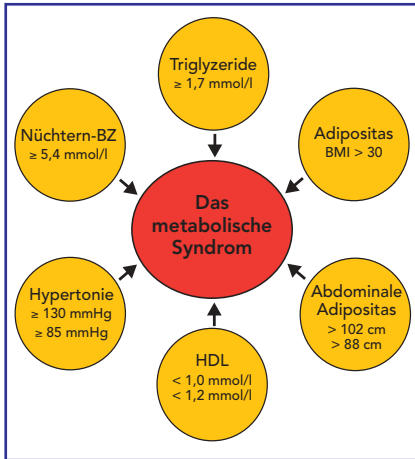 Triglyzeride
≥ 1,7 mmol/l
Nüchtern-BZ
≥ 5,4 mmol/l
Adipositas
BMI > 30
Das
metabolische
Syndrom
Hypertonie
≥ 130 mmHg
≥ 85 mmHg
Abdominale
Adipositas
> 102 cm
> 88 cm
HDL
< 1,0 mmol/l
< 1,2 mmol/l